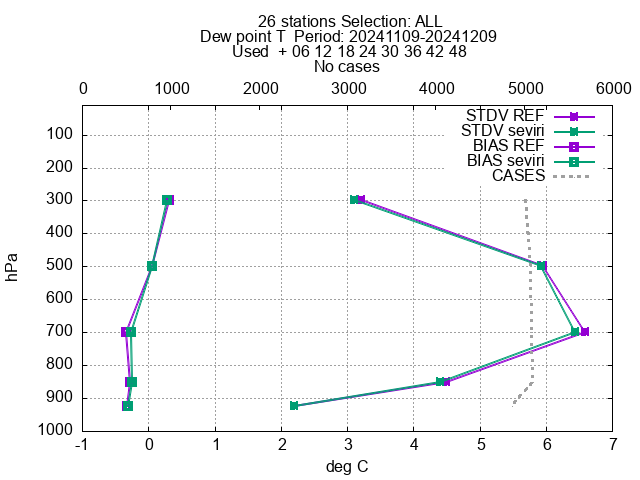 26 stations Selection: ALL
Dew point T  Period: 20241109-20241209
Used  + 06 12 18 24 30 36 42 48
No cases
0 1000 2000 3000 4000 5000 6000
STDV REF
STDV seviri
BIAS REF
BIAS seviri
CASES
100
200
300
400
500
600
700
800
900
1000
hPa
-1 0 1 2 3 4 5 6 7
deg C